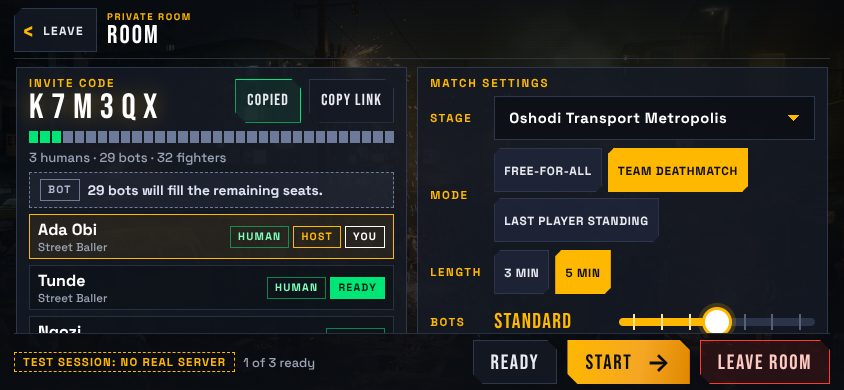 < LEAVE
PRIVATE ROOM
ROOM
INVITE CODE
K7M3QX
COPIED
COPY LINK
3 humans · 29 bots · 32 fighters
BOT 29 bots will fill the remaining seats.
Ada Obi
Street Baller
HUMAN HOST YOU
Tunde
Street Baller
HUMAN READY
Ngozi
MATCH SETTINGS
STAGE Oshodi Transport Metropolis
MODE
FREE-FOR-ALL TEAM DEATHMATCH
LAST PLAYER STANDING
LENGTH 3 MIN 5 MIN
BOTS STANDARD
TEST SESSION: NO REAL SERVER 1 of 3 ready
READY START → LEAVE ROOM